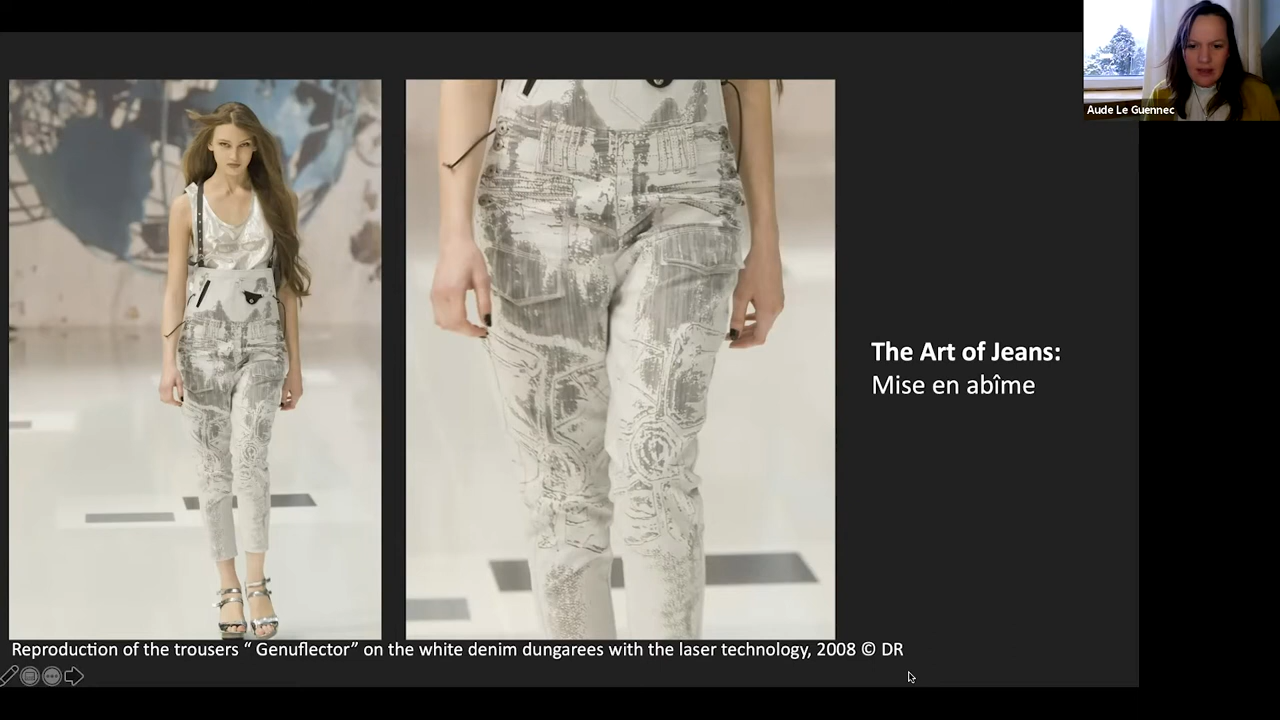 Aude Le Guennec
The Art of Jeans:
Mise en abîme
Reproduction of the trousers “ Genuflector” on the white denim dungarees with the laser technology, 2008 © DR